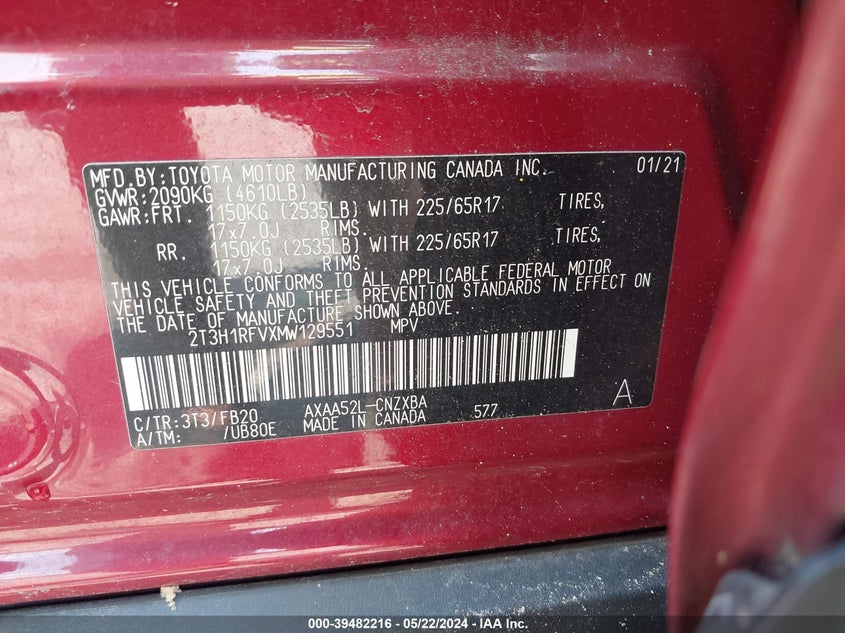 MFD.BY:TOYOTA MOTOR MANUFACTURING CANADA INC. 01/21
GVWR:2090KG (4610LB)
GAWR:FRT. 1150KG (2535LB) WITH 225/65R17 TIRES,
17x7.0J RIMS.
RR. 1150KG (2535LB) WITH 225/65R17 TIRES,
17x7.0J RIMS.
THIS VEHICLE CONFORMS TO ALL APPLICABLE FEDERAL MOTOR
VEHICLE SAFETY AND THEFT PREVENTION STANDARDS IN EFFECT ON
THE DATE OF MANUFACTURE SHOWN ABOVE.
2T3H1RFVXMW129551 MPV
C/TR:3T3/FB20 AXAA52L-CNZXBA 577 A
A/TM: /UB80E MADE IN CANADA
000-39482216 - 05/22/2024 - IAA, Inc. All Rights Reserved.